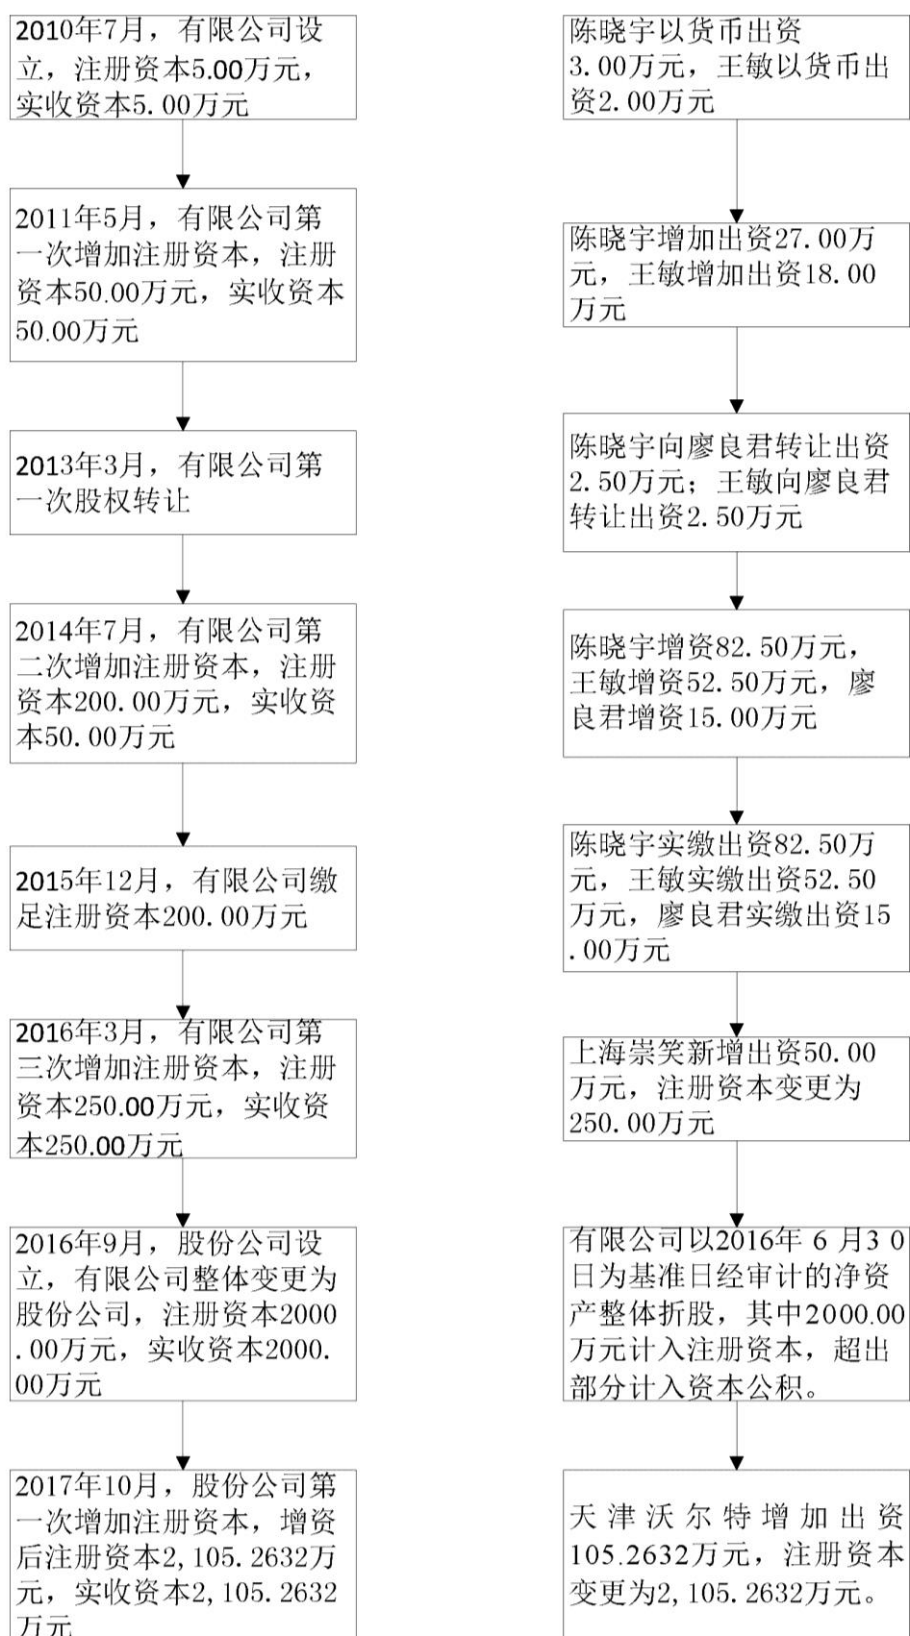 2010年7月，有限公司设
立，注册资本5.00万元，
实收资本5.00万元
陈晓宇以货币出资
3.00万元，王敏以货币出
资2.00万元
2011年5月，有限公司第
一次增加注册资本，注册
资本50.00万元，实收资本
50.00万元
陈晓宇增加出资27.00万
元，王敏增加出资18.00
万元
2013年3月，有限公司第
一次股权转让
陈晓宇向廖良君转让出资
2.50万元；王敏向廖良君
转让出资2.50万元
2014年7月，有限公司第
二次增加注册资本，注册
资本200.00万元，实收资
本50.00万元
陈晓宇增资82.50万元，
王敏增资52.50万元，廖
良君增资15.00万元
2015年12月，有限公司缴
足注册资本200.00万元
陈晓宇实缴出资82.50万
元，王敏实缴出资52.50
万元，廖良君实缴出资15
.00万元
2016年3月，有限公司第
三次增加注册资本，注册
资本250.00万元，实收资
本250.00万元
上海崇笑新增出资50.00
万元，注册资本变更为
250.00万元
2016年9月，股份公司设
立，有限公司整体变更为
股份公司，注册资本2000
.00万元，实收资本2000.
00万元
有限公司以2016年 6 月3 0
日为基准日经审计的净资
产整体折股，其中2000.00
万元计入注册资本，超出
部分计入资本公积。
2017年10月，股份公司第
一次增加注册资本，增资
后注册资本2,105.2632万
元，实收资本2,105.2632
万元
天津沃尔特增加出资
105.2632万元，注册资本
变更为2,105.2632万元。